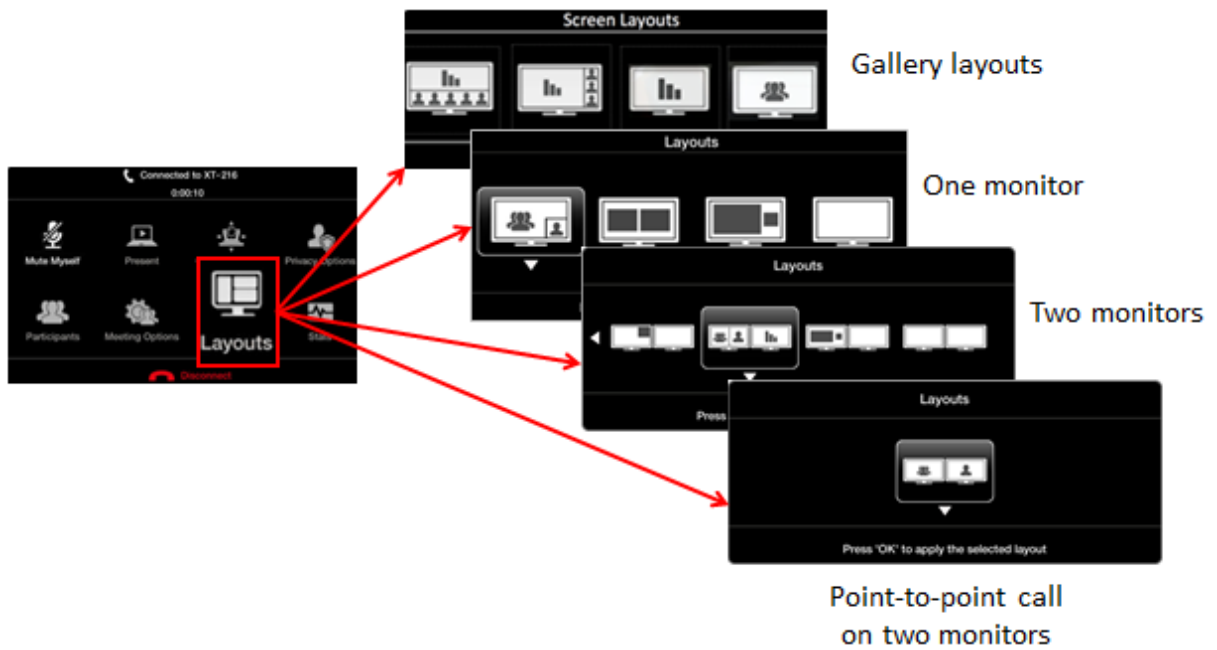 Screen Layouts
Gallery layouts
Layouts
One monitor
Connected to XT-216
0:00:10
Mute Myself
Present
Privacy Options
Layouts
Two monitors
Participants
Meeting Options
Layouts
Stats
Disconnect
Press
Layouts
Press 'OK' to apply the selected layout
Point-to-point call
on two monitors